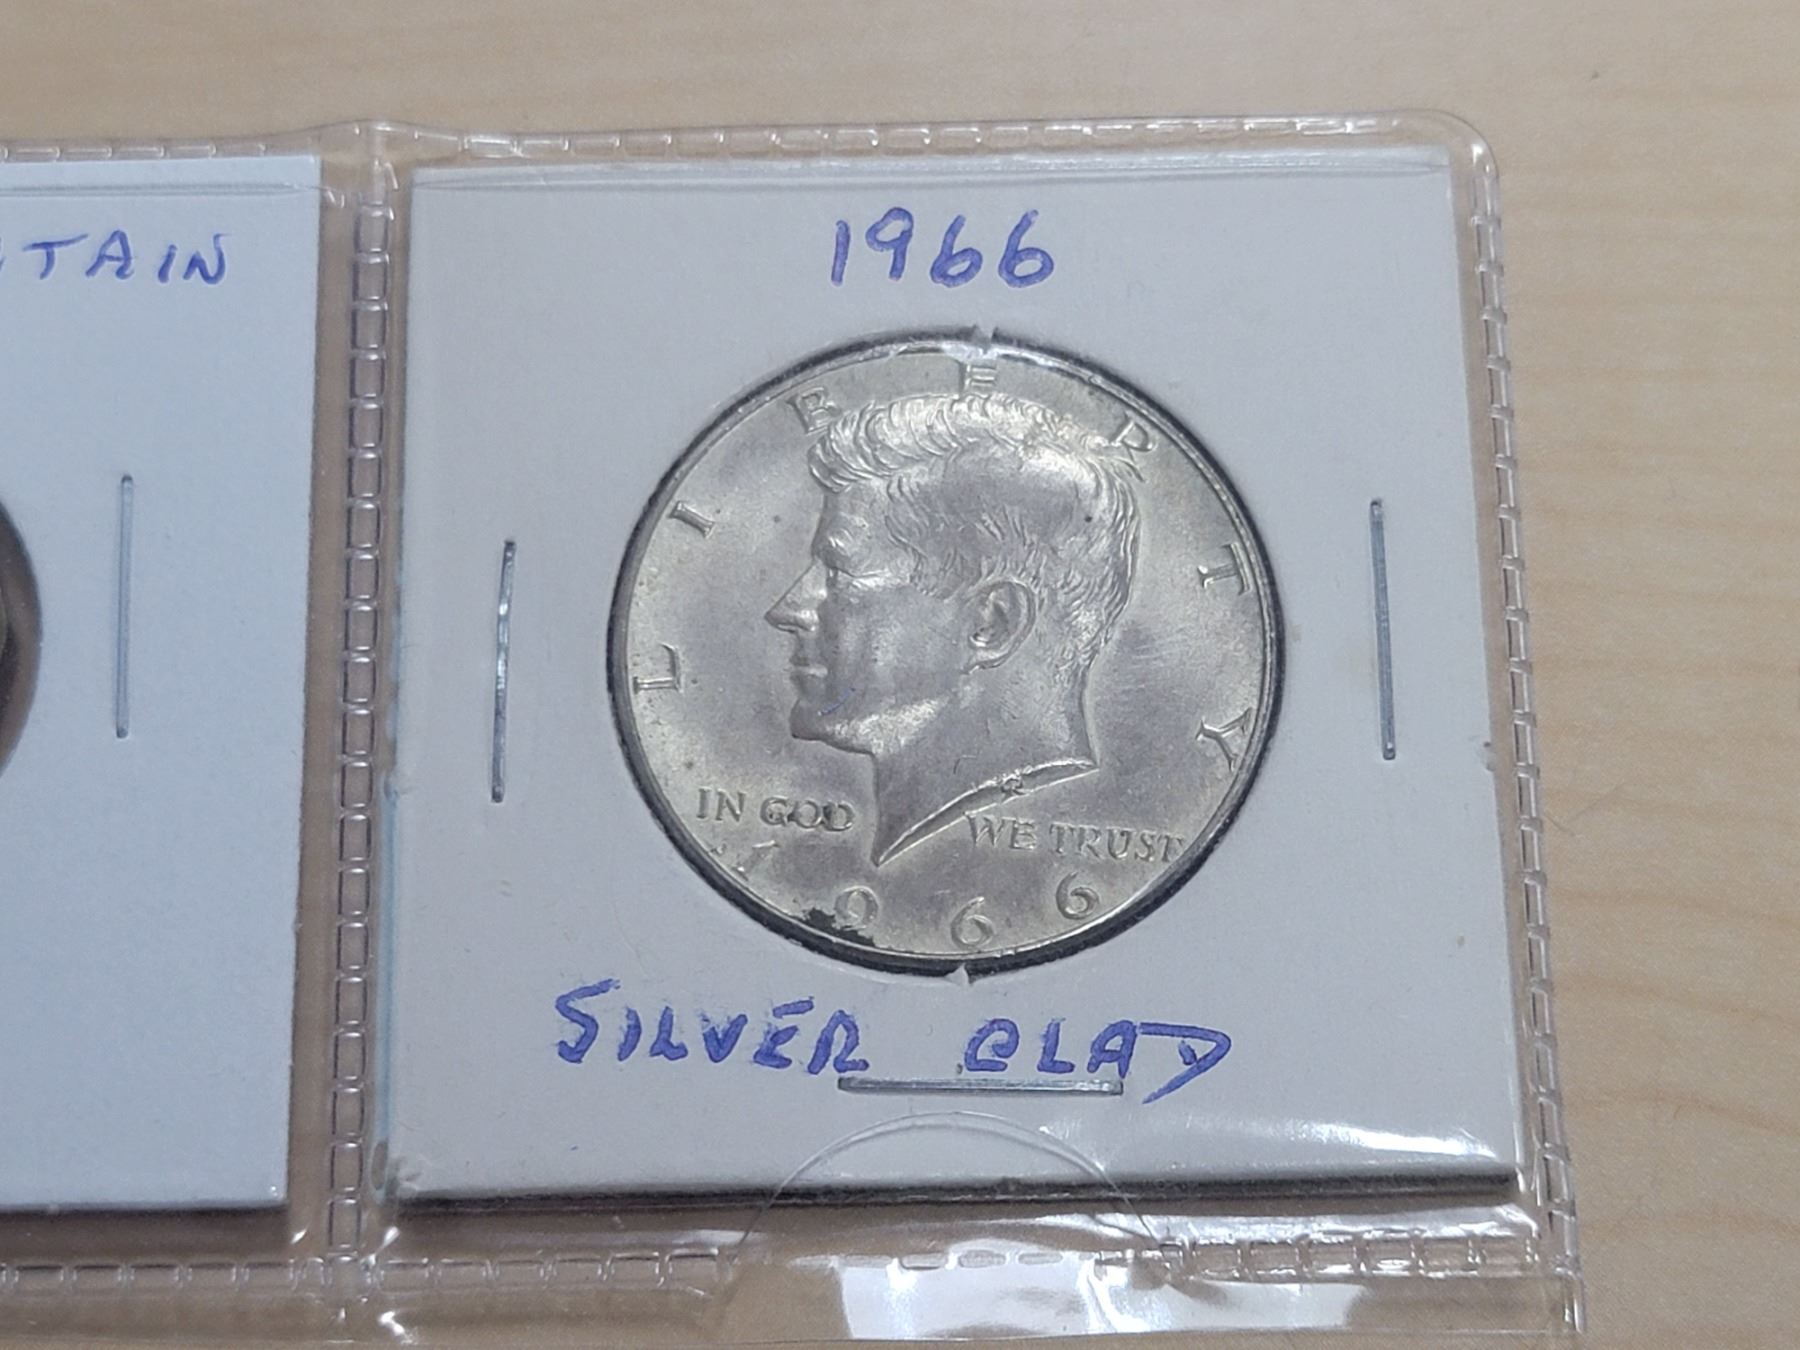 TAIN
1966
LIBERTY
IN GOD WE TRUST
1966
SILVER CLAD